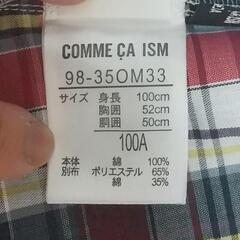 COMME ÇA ISM
98-35OM33
サイズ 身長 100cm
胸囲 52cm
胴囲 50cm
100A
本体 綿 100%
別布 ポリエステル 65%
綿 35%